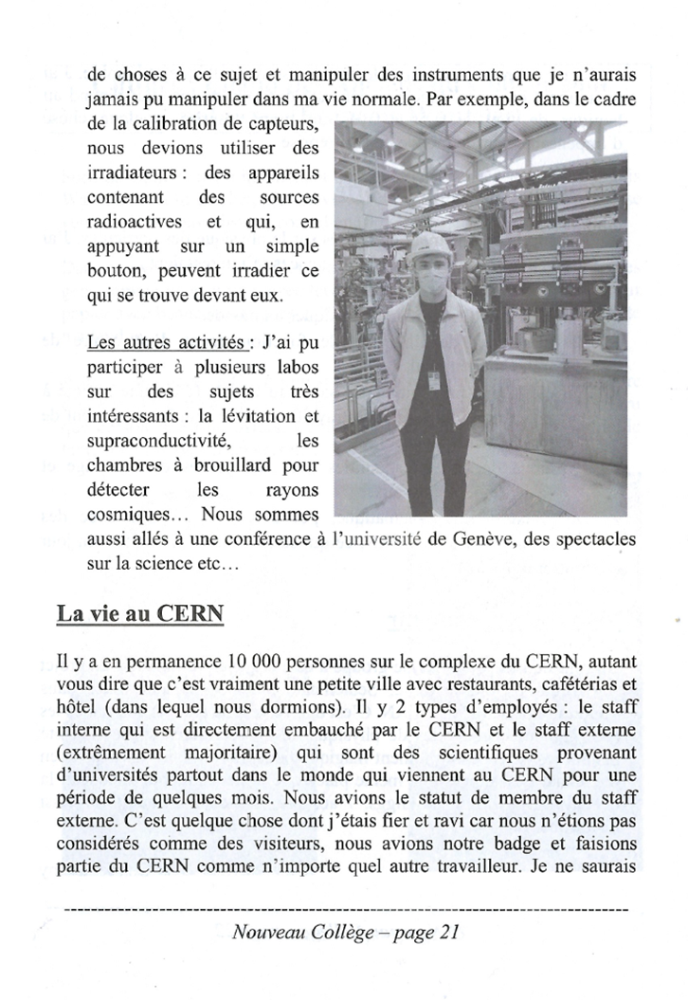 de choses à ce sujet et manipuler des instruments que je n'aurais
jamais pu manipuler dans ma vie normale. Par exemple, dans le cadre
de la calibration de capteurs,
nous devions utiliser des
irradiateurs : des appareils
contenant des sources
radioactives et qui, en
appuyant sur un simple
bouton, peuvent irradier ce
qui se trouve devant eux.
Les autres activités : J'ai pu
participer à plusieurs labos
sur des sujets très
intéressants : la lévitation et
supraconductivité, les
chambres à brouillard pour
détecter les rayons
cosmiques… Nous sommes
aussi allés à une conférence à l'université de Genève, des spectacles
sur la science etc…
La vie au CERN
Il y a en permanence 10 000 personnes sur le complexe du CERN, autant
vous dire que c'est vraiment une petite ville avec restaurants, cafétérias et
hôtel (dans lequel nous dormions). Il y 2 types d'employés : le staff
interne qui est directement embauché par le CERN et le staff externe
(extrêmement majoritaire) qui sont des scientifiques provenant
d'universités partout dans le monde qui viennent au CERN pour une
période de quelques mois. Nous avions le statut de membre du staff
externe. C'est quelque chose dont j'étais fier et ravi car nous n'étions pas
considérés comme des visiteurs, nous avions notre badge et faisions
partie du CERN comme n'importe quel autre travailleur. Je ne saurais
Nouveau Collège – page 21